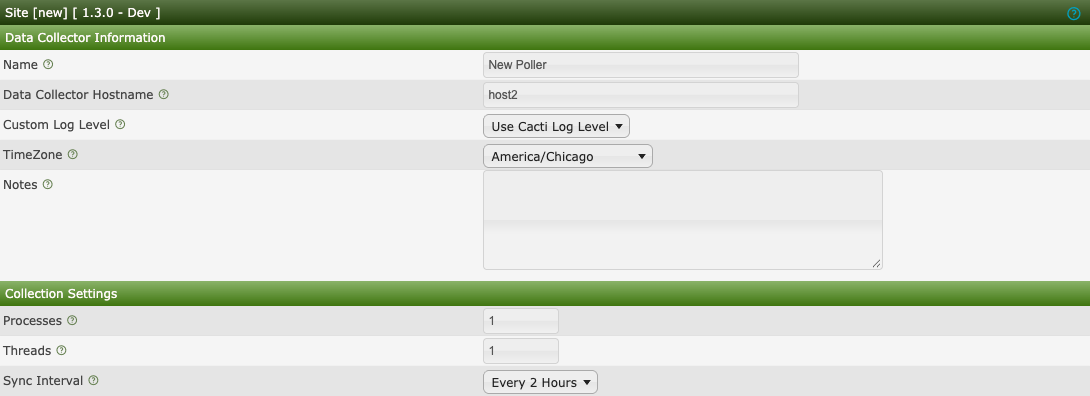 Site [new] [ 1.3.0 - Dev ]
Data Collector Information
Name New Poller
Data Collector Hostname host2
Custom Log Level Use Cacti Log Level
TimeZone America/Chicago
Notes
Collection Settings
Processes 1
Threads 1
Sync Interval Every 2 Hours